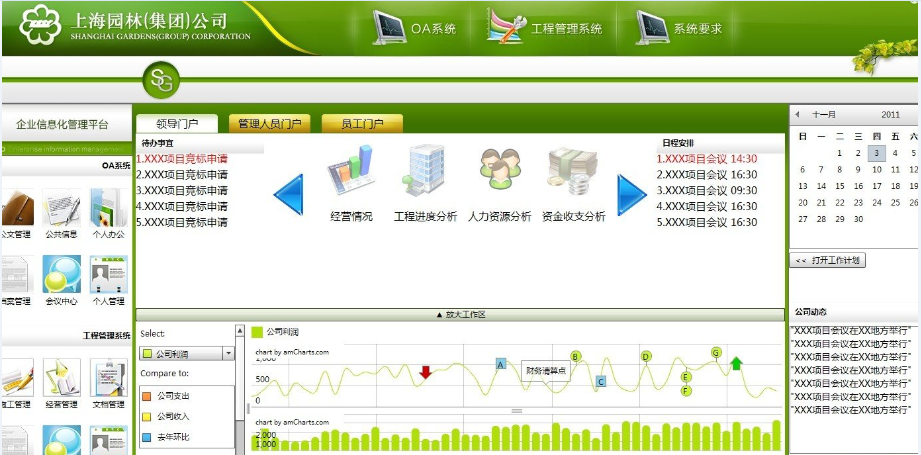 上海园林(集团)公司
SHANGHAI GARDENS(GROUP) CORPORATION
OA系统
工程管理系统
系统要求
SG
企业信息化管理平台
enterprise information management
OA系统
公文管理
公共信息
个人办公
档案管理
会议中心
个人管理
工程管理系统
施工管理
经营管理
文档管理
领导门户
管理人员门户
员工门户
待办事宜
1.XXX项目竞标申请
2.XXX项目竞标申请
3.XXX项目竞标申请
4.XXX项目竞标申请
5.XXX项目竞标申请
经营情况
工程进度分析
人力资源分析
资金收支分析
日程安排
1.XXX项目会议 14:30
2.XXX项目会议 16:30
3.XXX项目会议 09:30
4.XXX项目会议 16:30
5.XXX项目会议 16:30
▲ 放大工作区
Select:
公司利润
Compare to:
公司支出
公司收入
去年环比
公司利润
chart by amCharts.com
1,000
500
0
A
财务清算点
B
C
D
E
F
G
chart by amCharts.com
2,000
1,000
十一月 2011
日 一 二 三 四 五 六
1 2 3 4 5
6 7 8 9 10 11 12
13 14 15 16 17 18 19
20 21 22 23 24 25 26
27 28 29 30
<< 打开工作计划
公司动态
"XXX项目会议在XX地方举行"
"XXX项目会议在XX地方举行"
"XXX项目会议在XX地方举行"
"XXX项目会议在XX地方举行"
"XXX项目会议在XX地方举行"
"XXX项目会议在XX地方举行"
"XXX项目会议在XX地方举行"